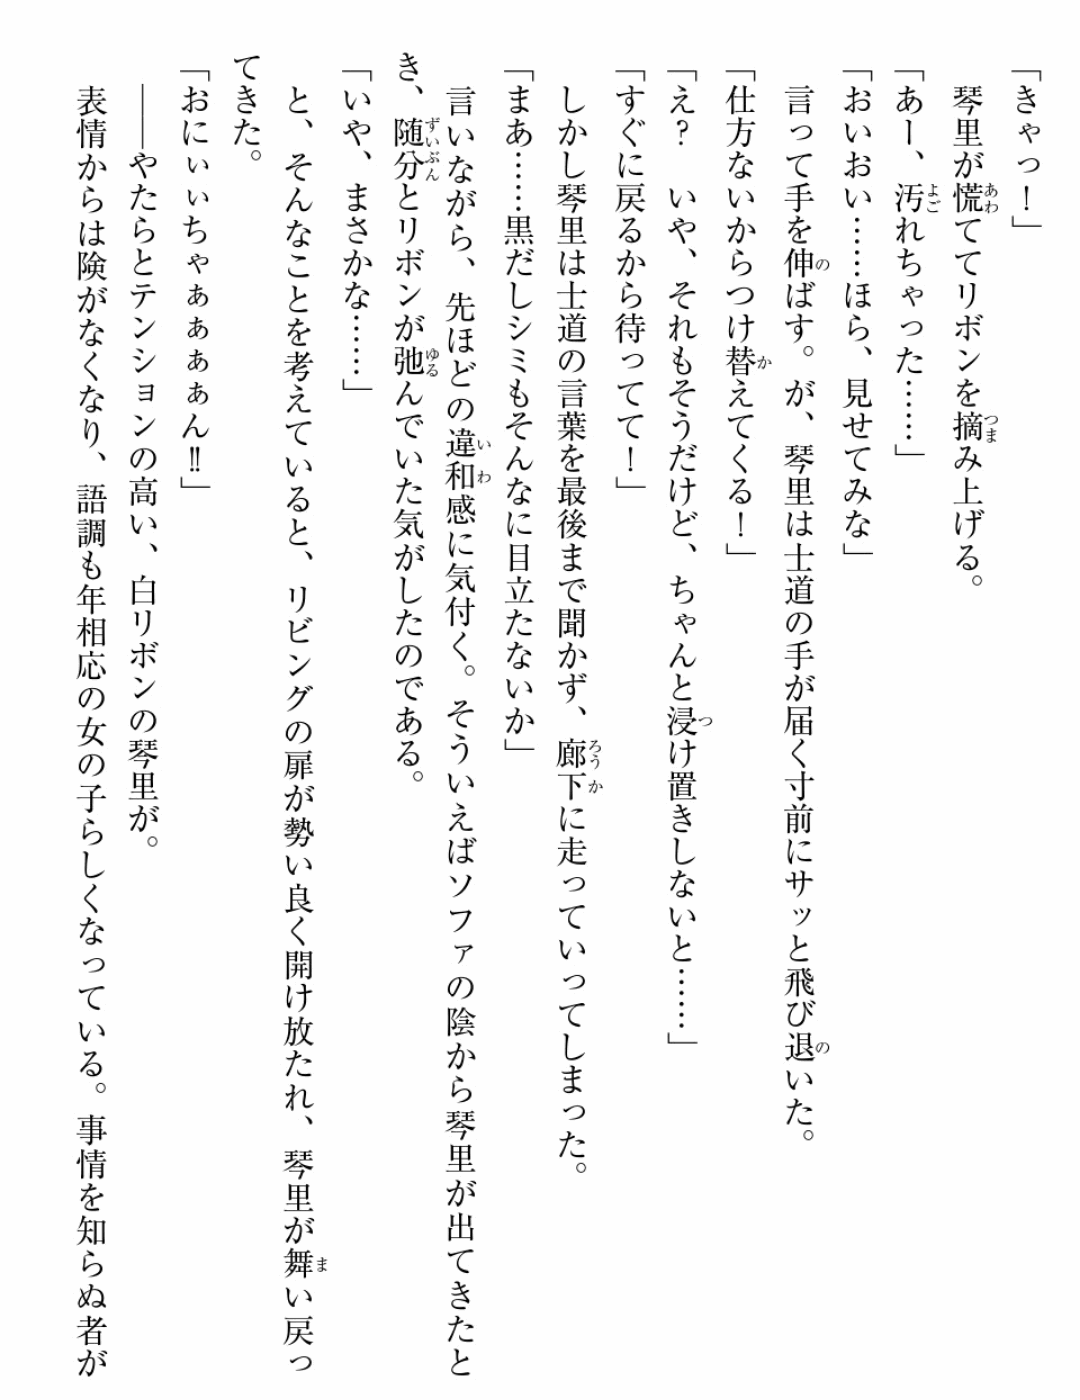 「きゃっ！」
　琴里が慌ててリボンを摘み上げる。
「あー、汚れちゃった……」
「おいおい……ほら、見せてみな」
　言って手を伸ばす。が、琴里は士道の手が届く寸前にサッと飛び退いた。
「仕方ないからつけ替えてくる！」
「え？　いや、それもそうだけど、ちゃんと浸け置きしないと……」
「すぐに戻るから待ってて！」
　しかし琴里は士道の言葉を最後まで聞かず、廊下に走っていってしまった。
「まあ……黒だしシミもそんなに目立たないか」
　言いながら、先ほどの違和感に気付く。そういえばソファの陰から琴里が出てきたと
き、随分とリボンが弛んでいた気がしたのである。
「いや、まさかな……」
　と、そんなことを考えていると、リビングの扉が勢い良く開け放たれ、琴里が舞い戻っ
てきた。
「おにぃぃちゃぁぁぁぁん‼」
　――やたらとテンションの高い、白リボンの琴里が。
　表情からは険がなくなり、語調も年相応の女の子らしくなっている。事情を知らぬ者が